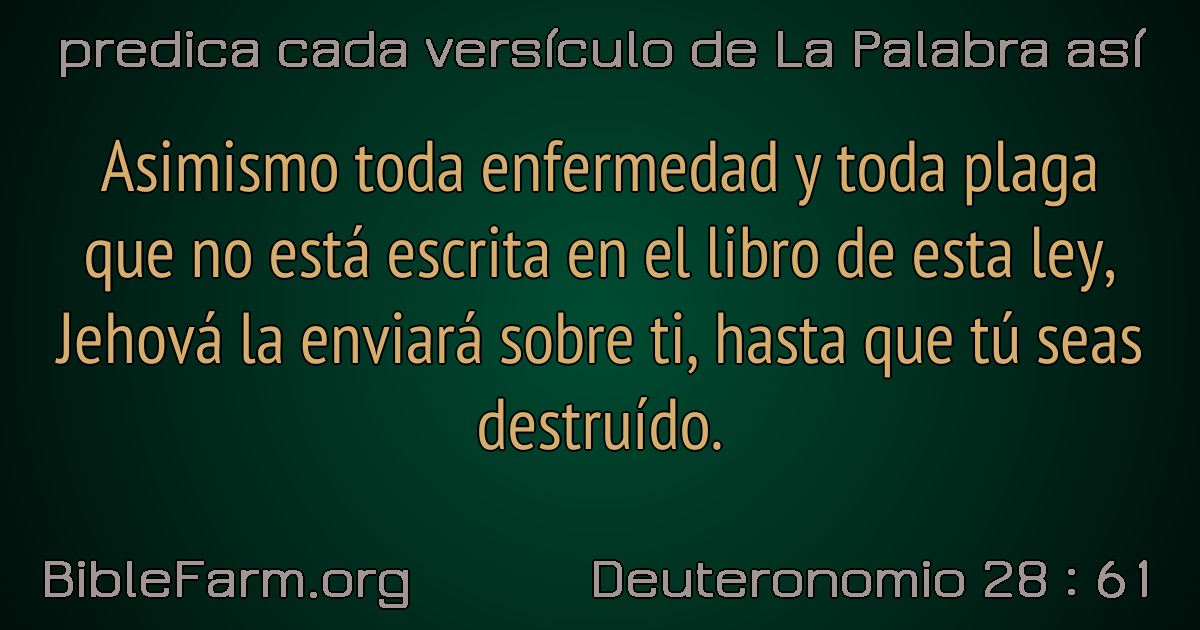 predica cada versículo de La Palabra así
Asimismo toda enfermedad y toda plaga
que no está escrita en el libro de esta ley,
Jehová la enviará sobre ti, hasta que tú seas
destruído.
BibleFarm.org
Deuteronomio 28 : 61